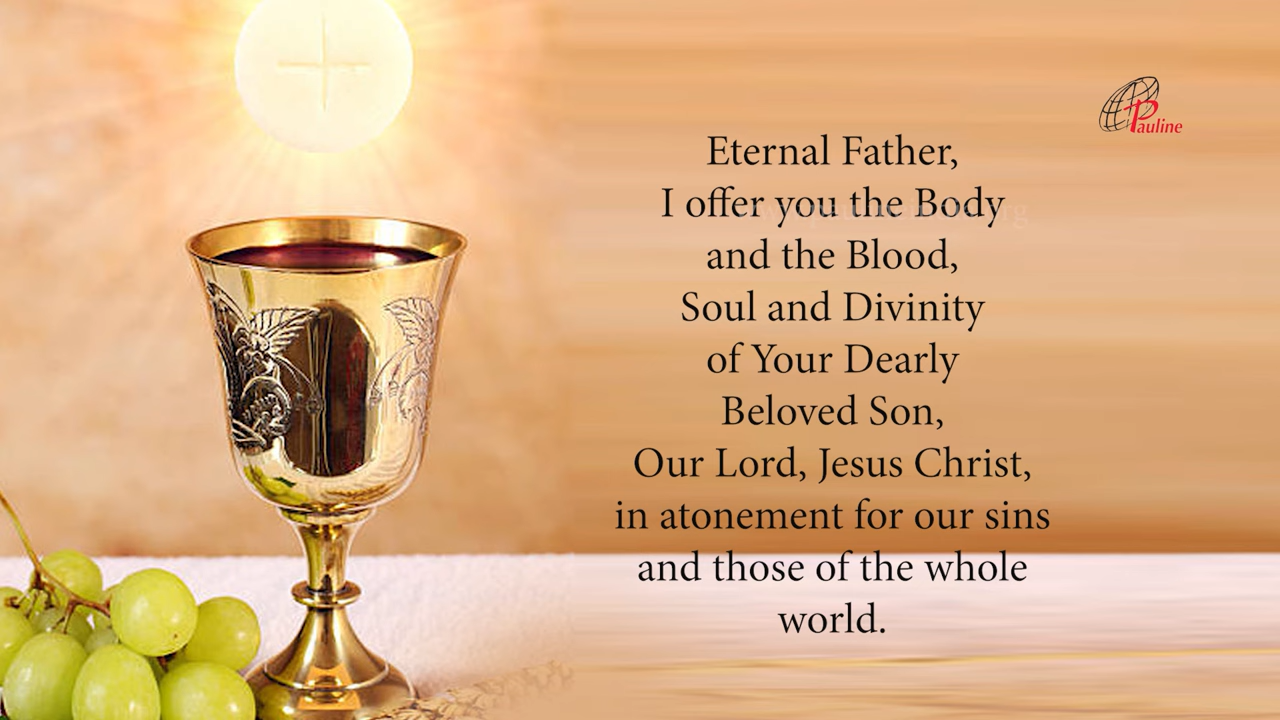 Pauline
Eternal Father,
I offer you the Body
and the Blood,
Soul and Divinity
of Your Dearly
Beloved Son,
Our Lord, Jesus Christ,
in atonement for our sins
and those of the whole
world.